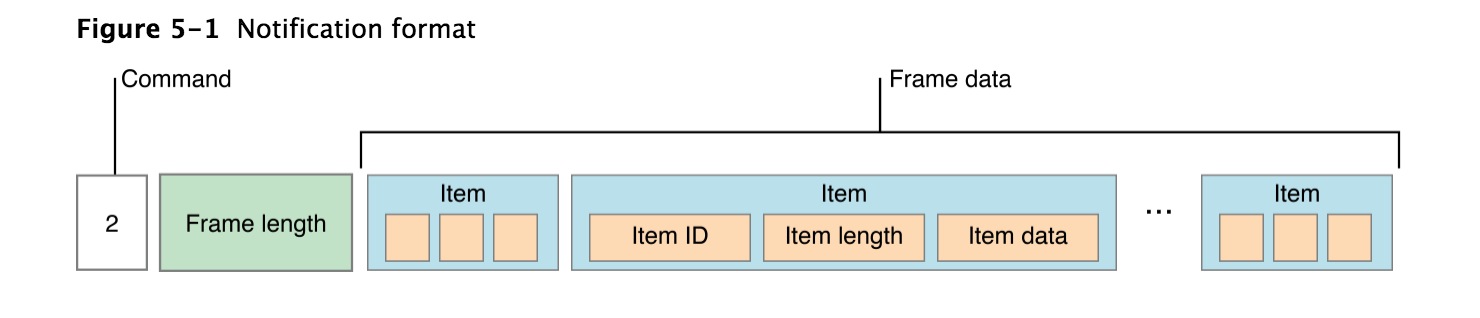 Figure 5-1 Notification format
Command
Frame data
2
Frame length
Item
Item
Item ID
Item length
Item data
...
Item